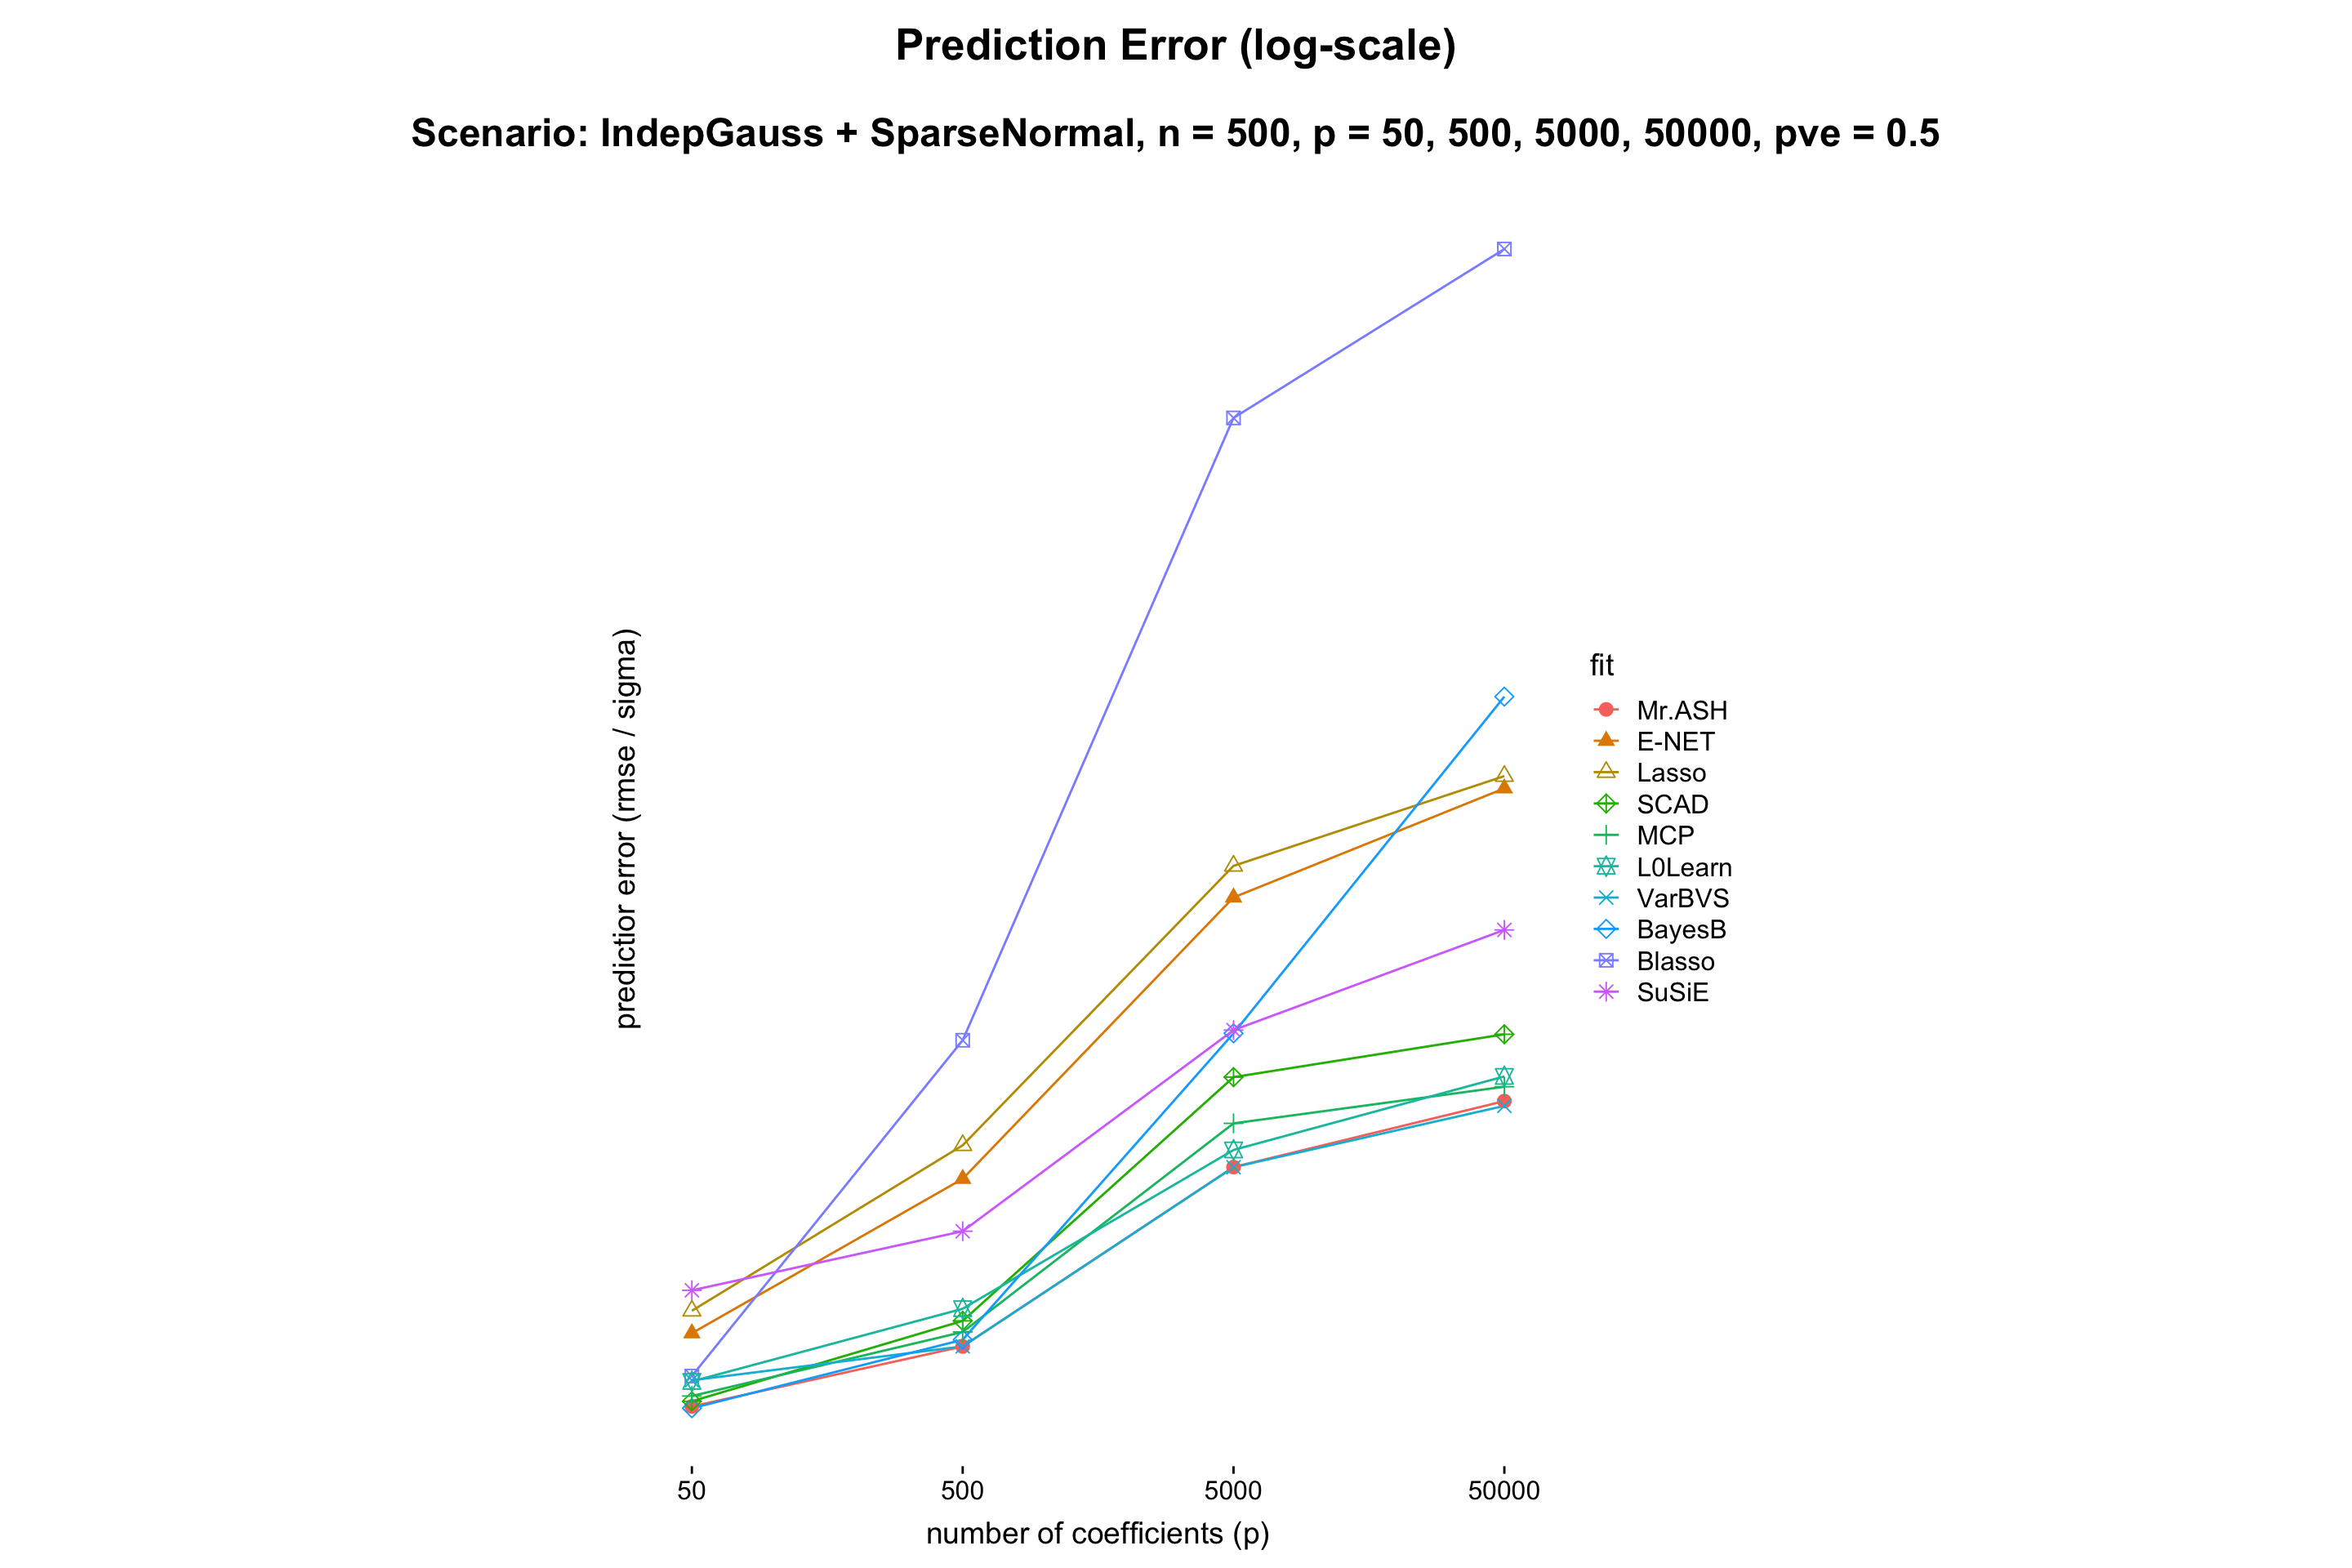 Prediction Error (log-scale)
Scenario: IndepGauss + SparseNormal, n = 500, p = 50, 500, 5000, 50000, pve = 0.5
predictior error (rmse / sigma)
fit
Mr.ASH
E-NET
Lasso
SCAD
MCP
L0Learn
VarBVS
BayesB
Blasso
SuSiE
50 500 5000 50000
number of coefficients (p)